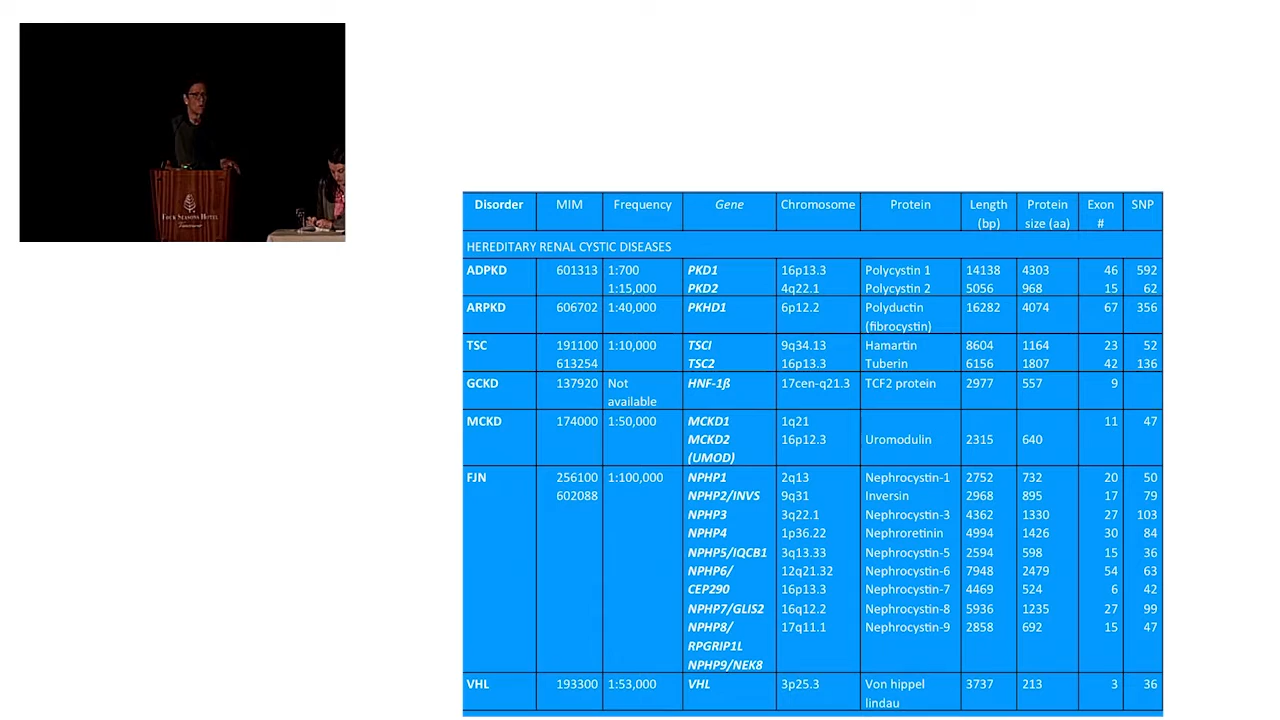 FOUR SEASONS HOTEL
Disorder MIM Frequency Gene Chromosome Protein Length Protein Exon SNP
(bp) size (aa) #
HEREDITARY RENAL CYSTIC DISEASES
ADPKD 601313 1:700 PKD1 16p13.3 Polycystin 1 14138 4303 46 592
1:15,000 PKD2 4q22.1 Polycystin 2 5056 968 15 62
ARPKD 606702 1:40,000 PKHD1 6p12.2 Polyductin 16282 4074 67 356
(fibrocystin)
TSC 191100 1:10,000 TSCI 9q34.13 Hamartin 8604 1164 23 52
613254 TSC2 16p13.3 Tuberin 6156 1807 42 136
GCKD 137920 Not HNF-1ß 17cen-q21.3 TCF2 protein 2977 557 9
available
MCKD 174000 1:50,000 MCKD1 1q21 11 47
MCKD2 16p12.3 Uromodulin 2315 640
(UMOD)
FJN 256100 1:100,000 NPHP1 2q13 Nephrocystin-1 2752 732 20 50
602088 NPHP2/INVS 9q31 Inversin 2968 895 17 79
NPHP3 3q22.1 Nephrocystin-3 4362 1330 27 103
NPHP4 1p36.22 Nephroretinin 4994 1426 30 84
NPHP5/IQCB1 3q13.33 Nephrocystin-5 2594 598 15 36
NPHP6/ 12q21.32 Nephrocystin-6 7948 2479 54 63
CEP290 16p13.3 Nephrocystin-7 4469 524 6 42
NPHP7/GLIS2 16q12.2 Nephrocystin-8 5936 1235 27 99
NPHP8/ 17q11.1 Nephrocystin-9 2858 692 15 47
RPGRIP1L
NPHP9/NEK8
VHL 193300 1:53,000 VHL 3p25.3 Von hippel 3737 213 3 36
lindau